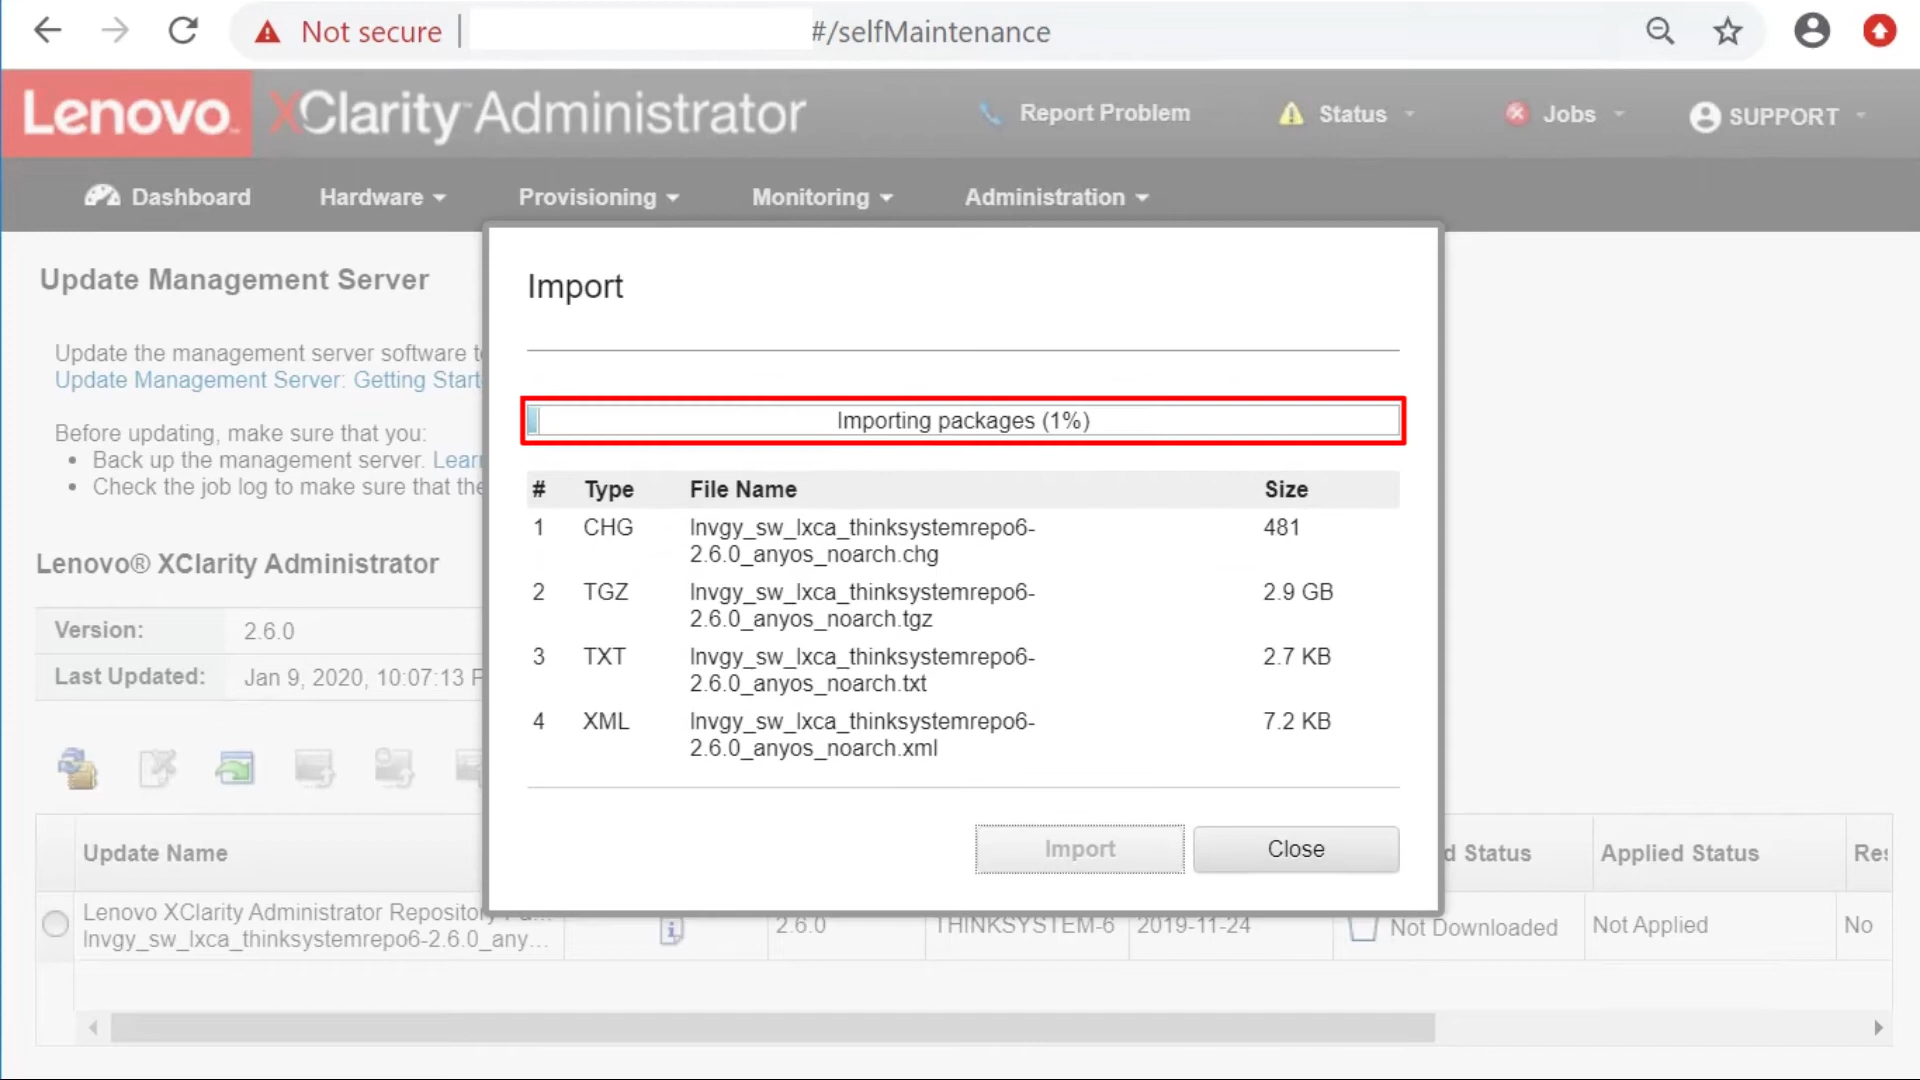 Not secure
#/selfMaintenance
Lenovo
XClarity Administrator
Report Problem
Status
Jobs
SUPPORT
Dashboard
Hardware
Provisioning
Monitoring
Administration
Update Management Server
Update the management server software
Update Management Server: Getting Start
Before updating, make sure that you:
Back up the management server. Lear
Check the job log to make sure that the
Lenovo® XClarity Administrator
Version: 2.6.0
Last Updated: Jan 9, 2020, 10:07:13 P
Import
Importing packages (1%)
# Type File Name Size
1 CHG lnvgy_sw_lxca_thinksystemrepo6- 481
2.6.0_anyos_noarch.chg
2 TGZ lnvgy_sw_lxca_thinksystemrepo6- 2.9 GB
2.6.0_anyos_noarch.tgz
3 TXT lnvgy_sw_lxca_thinksystemrepo6- 2.7 KB
2.6.0_anyos_noarch.txt
4 XML lnvgy_sw_lxca_thinksystemrepo6- 7.2 KB
2.6.0_anyos_noarch.xml
Import
Close
Update Name
d Status
Applied Status
Res
Lenovo XClarity Administrator Repository
lnvgy_sw_lxca_thinksystemrepo6-2.6.0_any...
2.6.0
THINKSYSTEM-6
2019-11-24
Not Downloaded
Not Applied
No